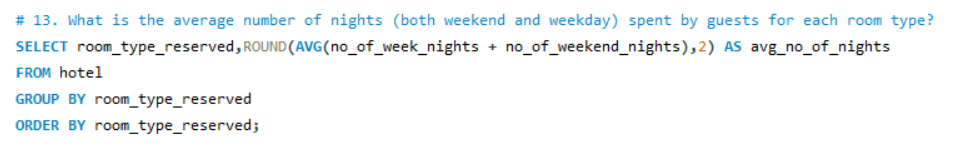 # 13. What is the average number of nights (both weekend and weekday) spent by guests for each room type?
SELECT room_type_reserved,ROUND(AVG(no_of_week_nights + no_of_weekend_nights),2) AS avg_no_of_nights
FROM hotel
GROUP BY room_type_reserved
ORDER BY room_type_reserved;